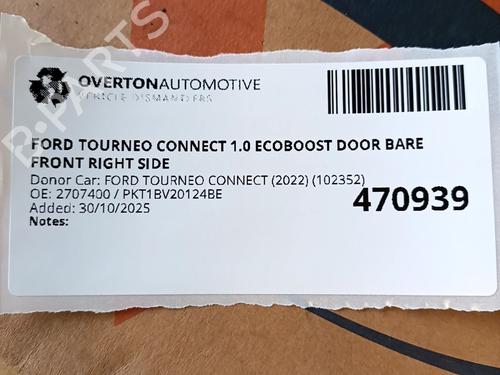 OVERTONAUTOMOTIVE
VEHICLE DISMANTLERS
FORD TOURNEO CONNECT 1.0 ECOBOOST DOOR BARE
FRONT RIGHT SIDE
Donor Car: FORD TOURNEO CONNECT (2022) (102352)
OE: 2707400 / PKT1BV20124BE
470939
Added: 30/10/2025
Notes:
B-PARTS